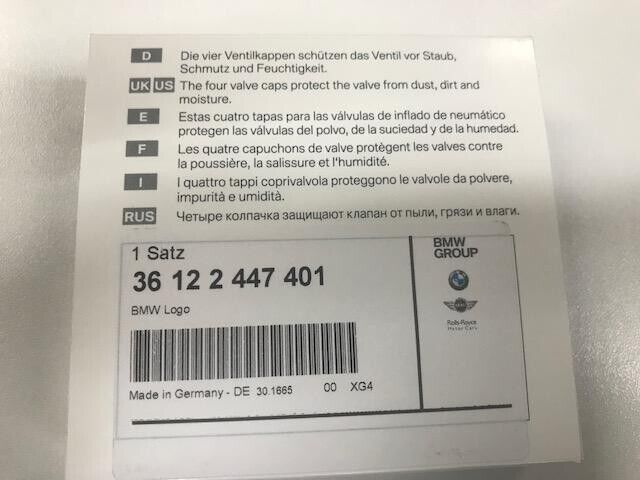 D Die vier Ventilkappen schützen das Ventil vor Staub,
Schmutz und Feuchtigkeit.
UK US The four valve caps protect the valve from dust, dirt and
moisture.
E Estas cuatro tapas para las válvulas de inflado de neumático
protegen las válvulas del polvo, de la suciedad y de la humedad.
F Les quatre capuchons de valve protègent les valves contre
la poussière, la salissure et l'humidité.
I I quattro tappi coprivalvola proteggono le valvole da polvere,
impurità e umidità.
RUS Четыре колпачка защищают клапан от пыли, грязи и влаги.
1 Satz
36 12 2 447 401
BMW Logo
Made in Germany - DE 30.1665 00 XG4
BMW
GROUP
Rolls-Royce
Motor Cars